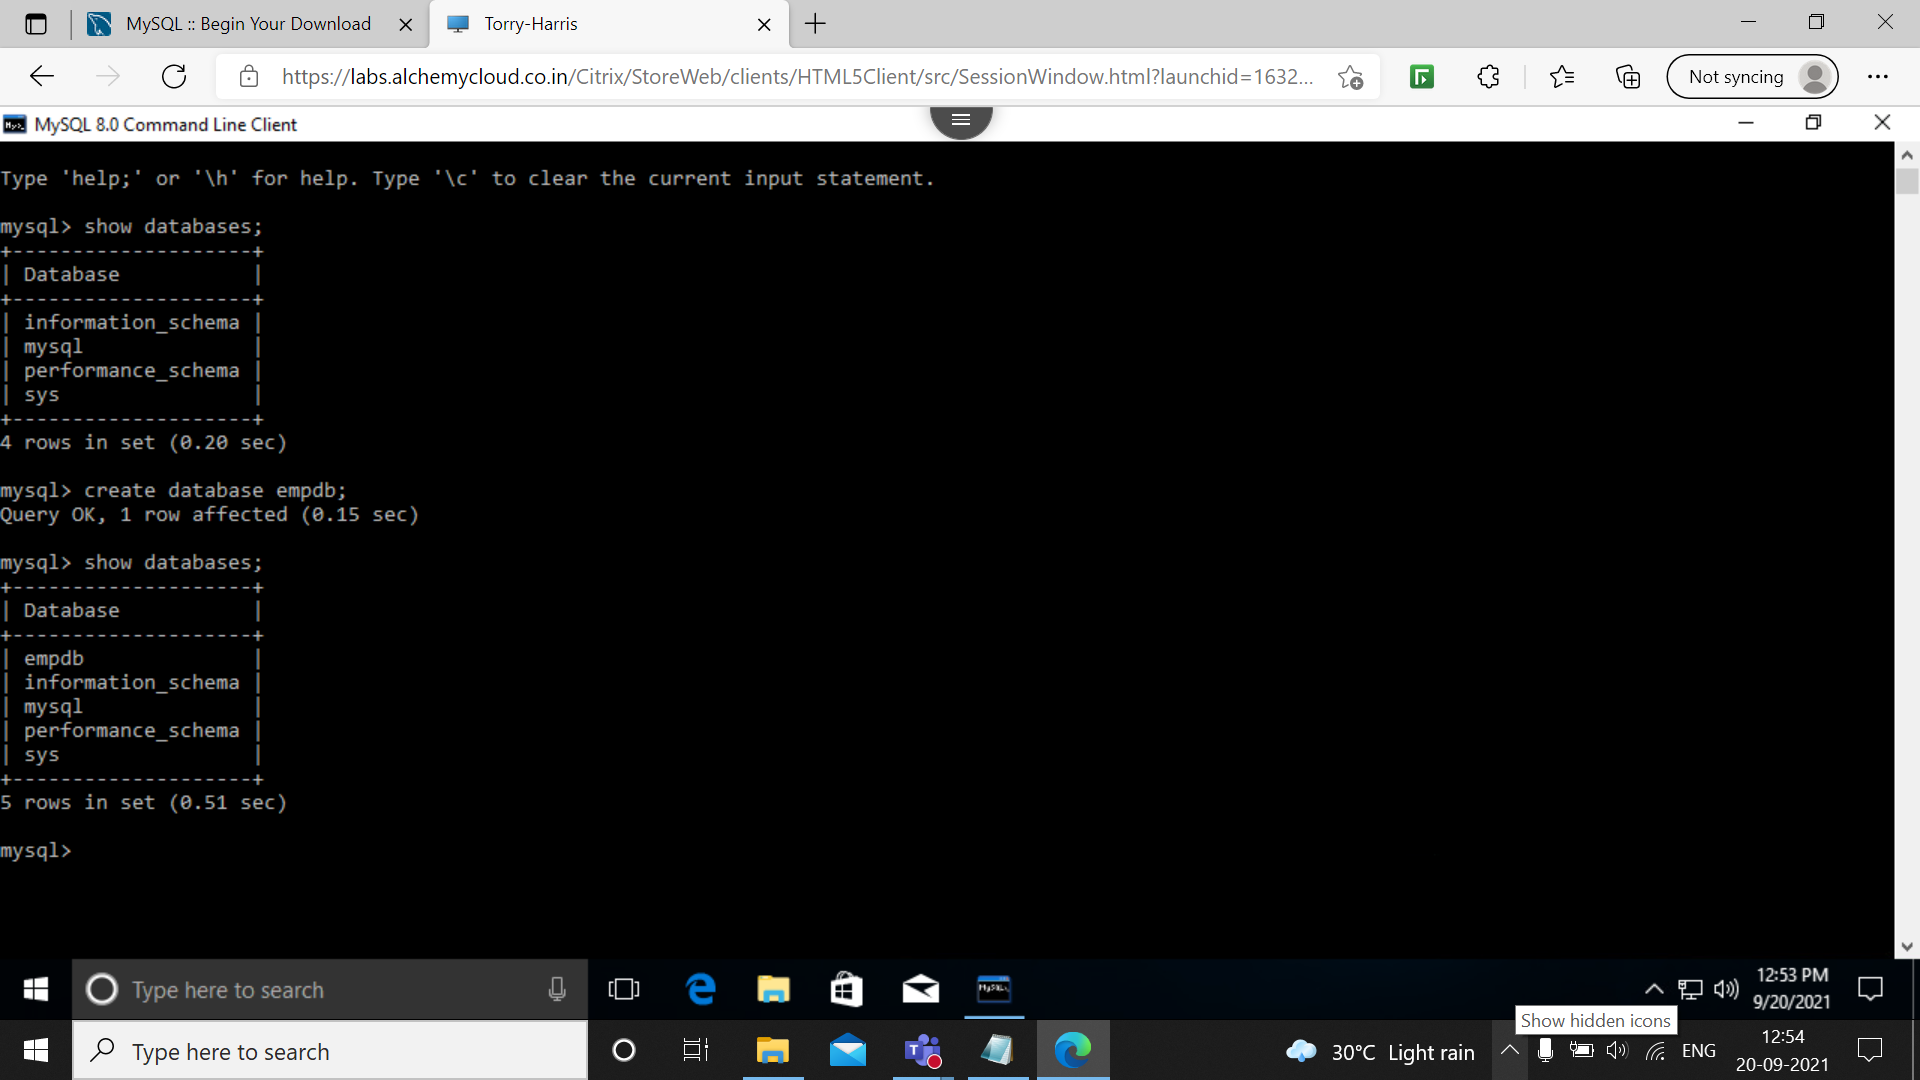 MySQL :: Begin Your Download
Torry-Harris
https://labs.alchemycloud.co.in/Citrix/StoreWeb/clients/HTML5Client/src/SessionWindow.html?launchid=1632...
Not syncing
MySQL 8.0 Command Line Client
Type 'help;' or '\h' for help. Type '\c' to clear the current input statement.
mysql> show databases;
+--------------------+
| Database           |
+--------------------+
| information_schema |
| mysql              |
| performance_schema |
| sys                |
+--------------------+
4 rows in set (0.20 sec)
mysql> create database empdb;
Query OK, 1 row affected (0.15 sec)
mysql> show databases;
+--------------------+
| Database           |
+--------------------+
| empdb              |
| information_schema |
| mysql              |
| performance_schema |
| sys                |
+--------------------+
5 rows in set (0.51 sec)
mysql>
Type here to search
12:53 PM
9/20/2021
Show hidden icons
Type here to search
30°C Light rain
ENG
12:54
20-09-2021